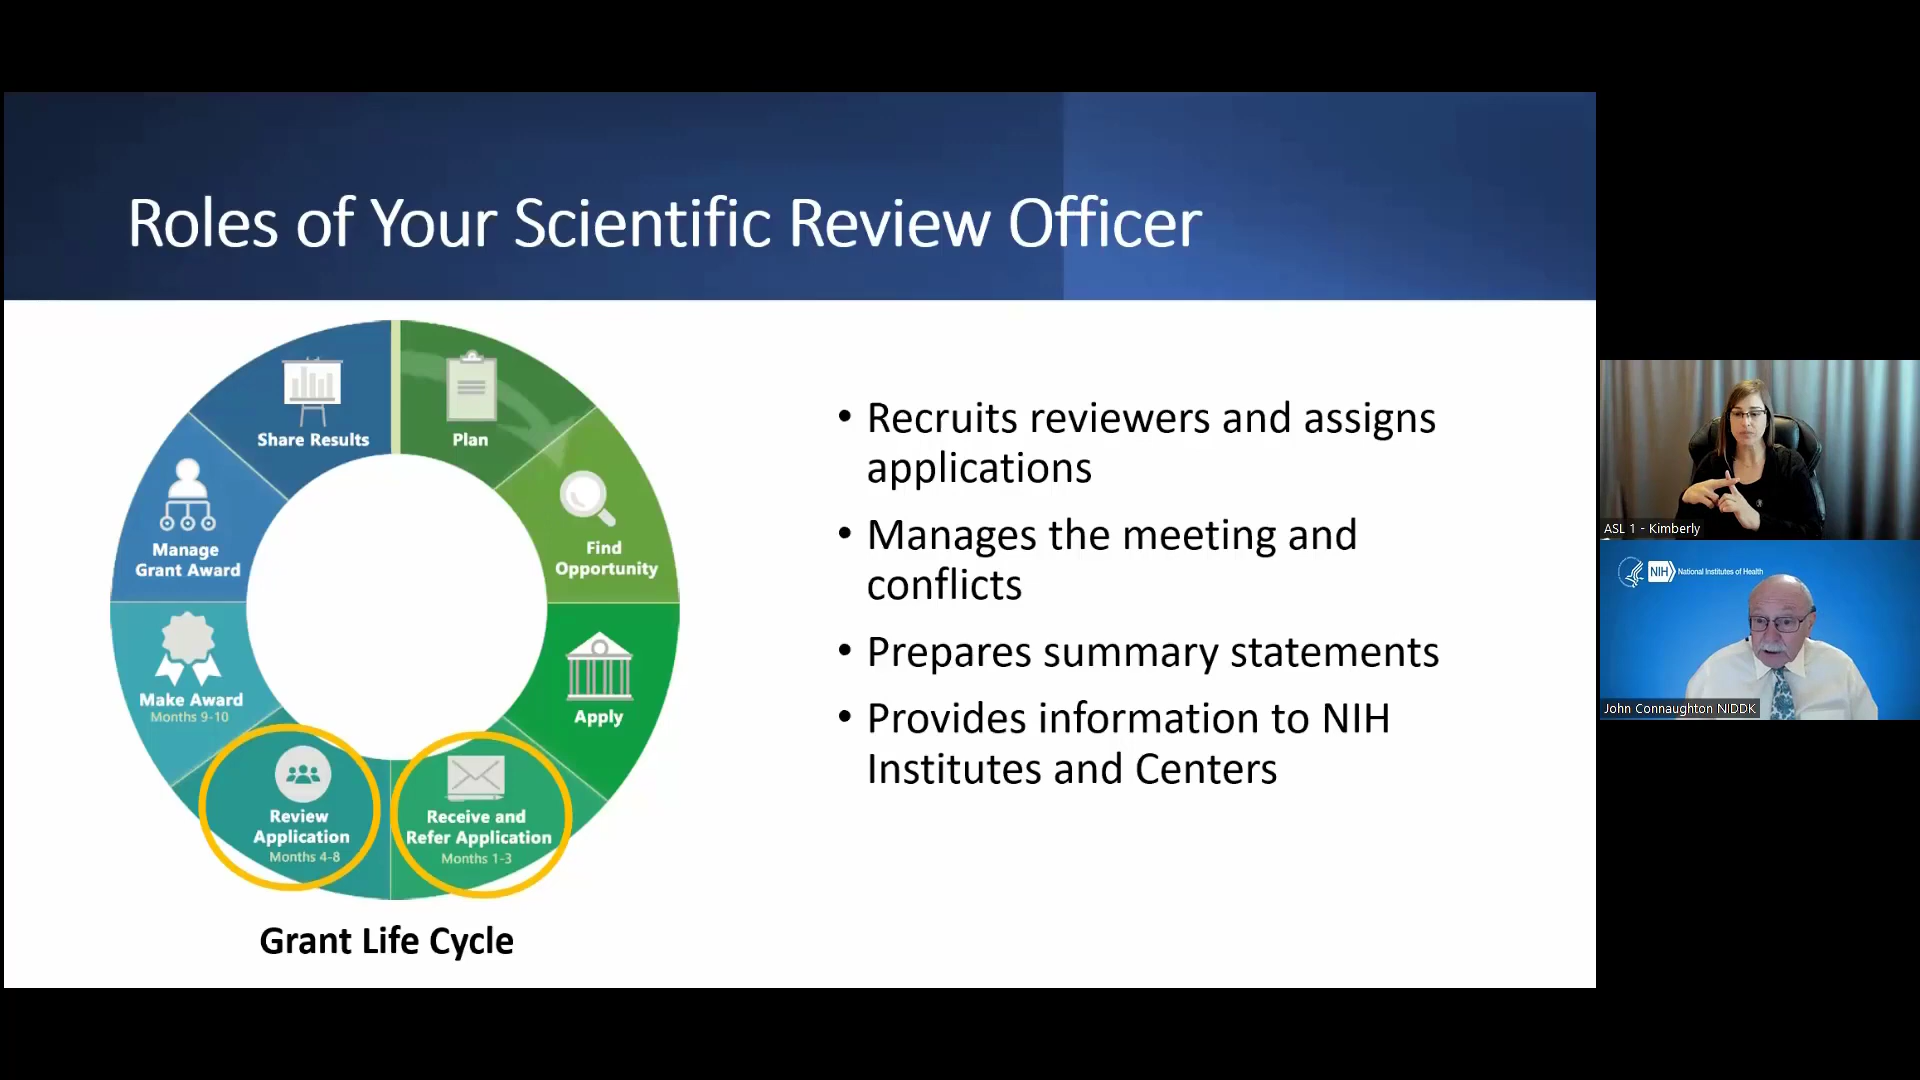 Roles of Your Scientific Review Officer
Share Results
Plan
Find
Opportunity
Apply
Receive and
Refer Application
Months 1-3
Review
Application
Months 4-8
Make Award
Months 9-10
Manage
Grant Award
Grant Life Cycle
• Recruits reviewers and assigns
applications
• Manages the meeting and
conflicts
• Prepares summary statements
• Provides information to NIH
Institutes and Centers
ASL 1 - Kimberly
NIH National Institutes of Health
John Connaughton NIDDK